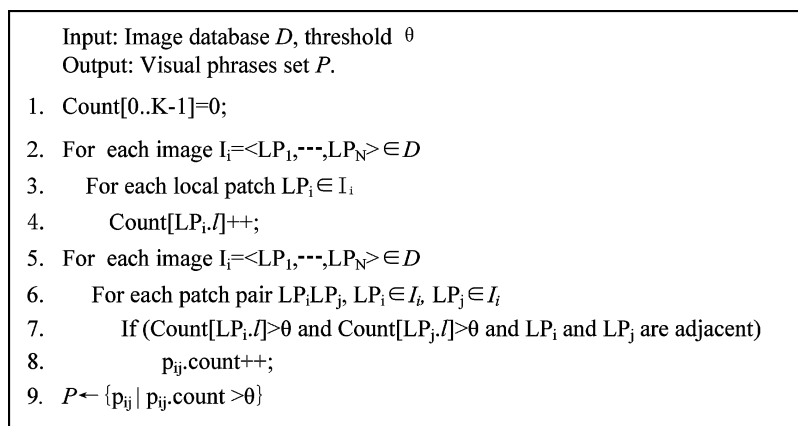 Input: Image database D, threshold θ
Output: Visual phrases set P.
1. Count[0..K-1]=0;
2. For each image Iᵢ=<LP₁,---,LP_N>∈D
3. For each local patch LPᵢ∈Iᵢ
4. Count[LPᵢ.l]++;
5. For each image Iᵢ=<LP₁,---,LP_N>∈D
6. For each patch pair LPᵢLPⱼ, LPᵢ∈Iᵢ, LPⱼ∈Iᵢ
7. If (Count[LPᵢ.l]>θ and Count[LPⱼ.l]>θ and LPᵢ and LPⱼ are adjacent)
8. pᵢⱼ.count++;
9. P←{pᵢⱼ | pᵢⱼ.count >θ}